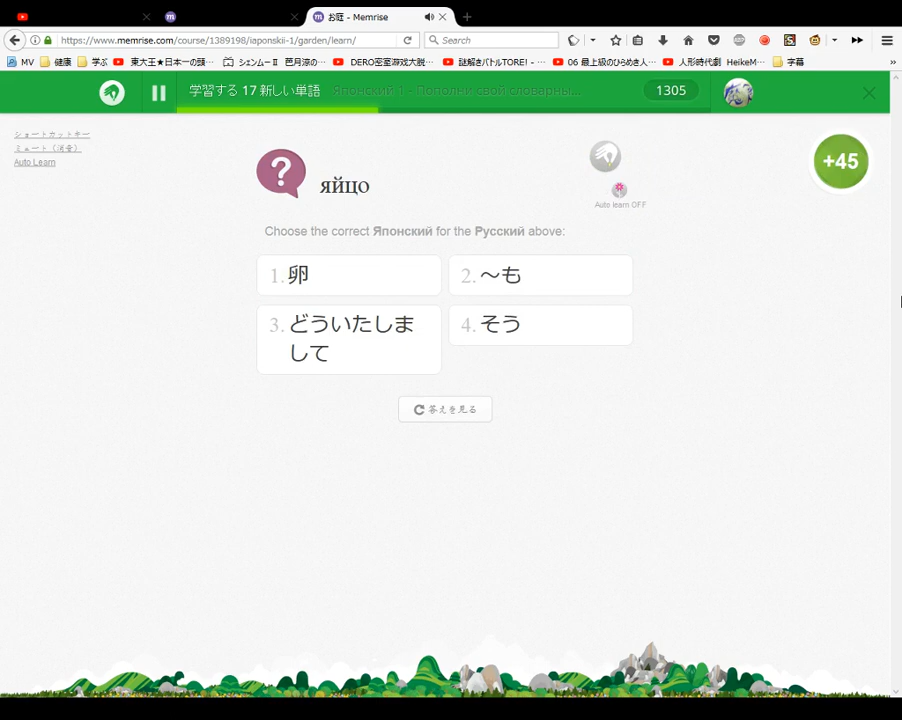 お庭 - Memrise
https://www.memrise.com/course/1389198/iaponskii-1/garden/learn/
Search
MV 健康 学ぶ 東大王★日本一の頭… シェンムーⅡ 芭月涼の… DERO密室游戏大脱… 謎解きバトルTORE! - … 06 最上級のひらめき人… 人形時代劇 HeikeM… 字幕
学習する 17 新しい単語 Японский 1 - Пополни свой словарны... 1305
ショートカットキー
ミュート（消音）
Auto Learn
+45
яйцо
Auto learn OFF
Choose the correct Японский for the Русский above:
1. 卵
2. ～も
3. どういたしま
して
4. そう
答えを見る